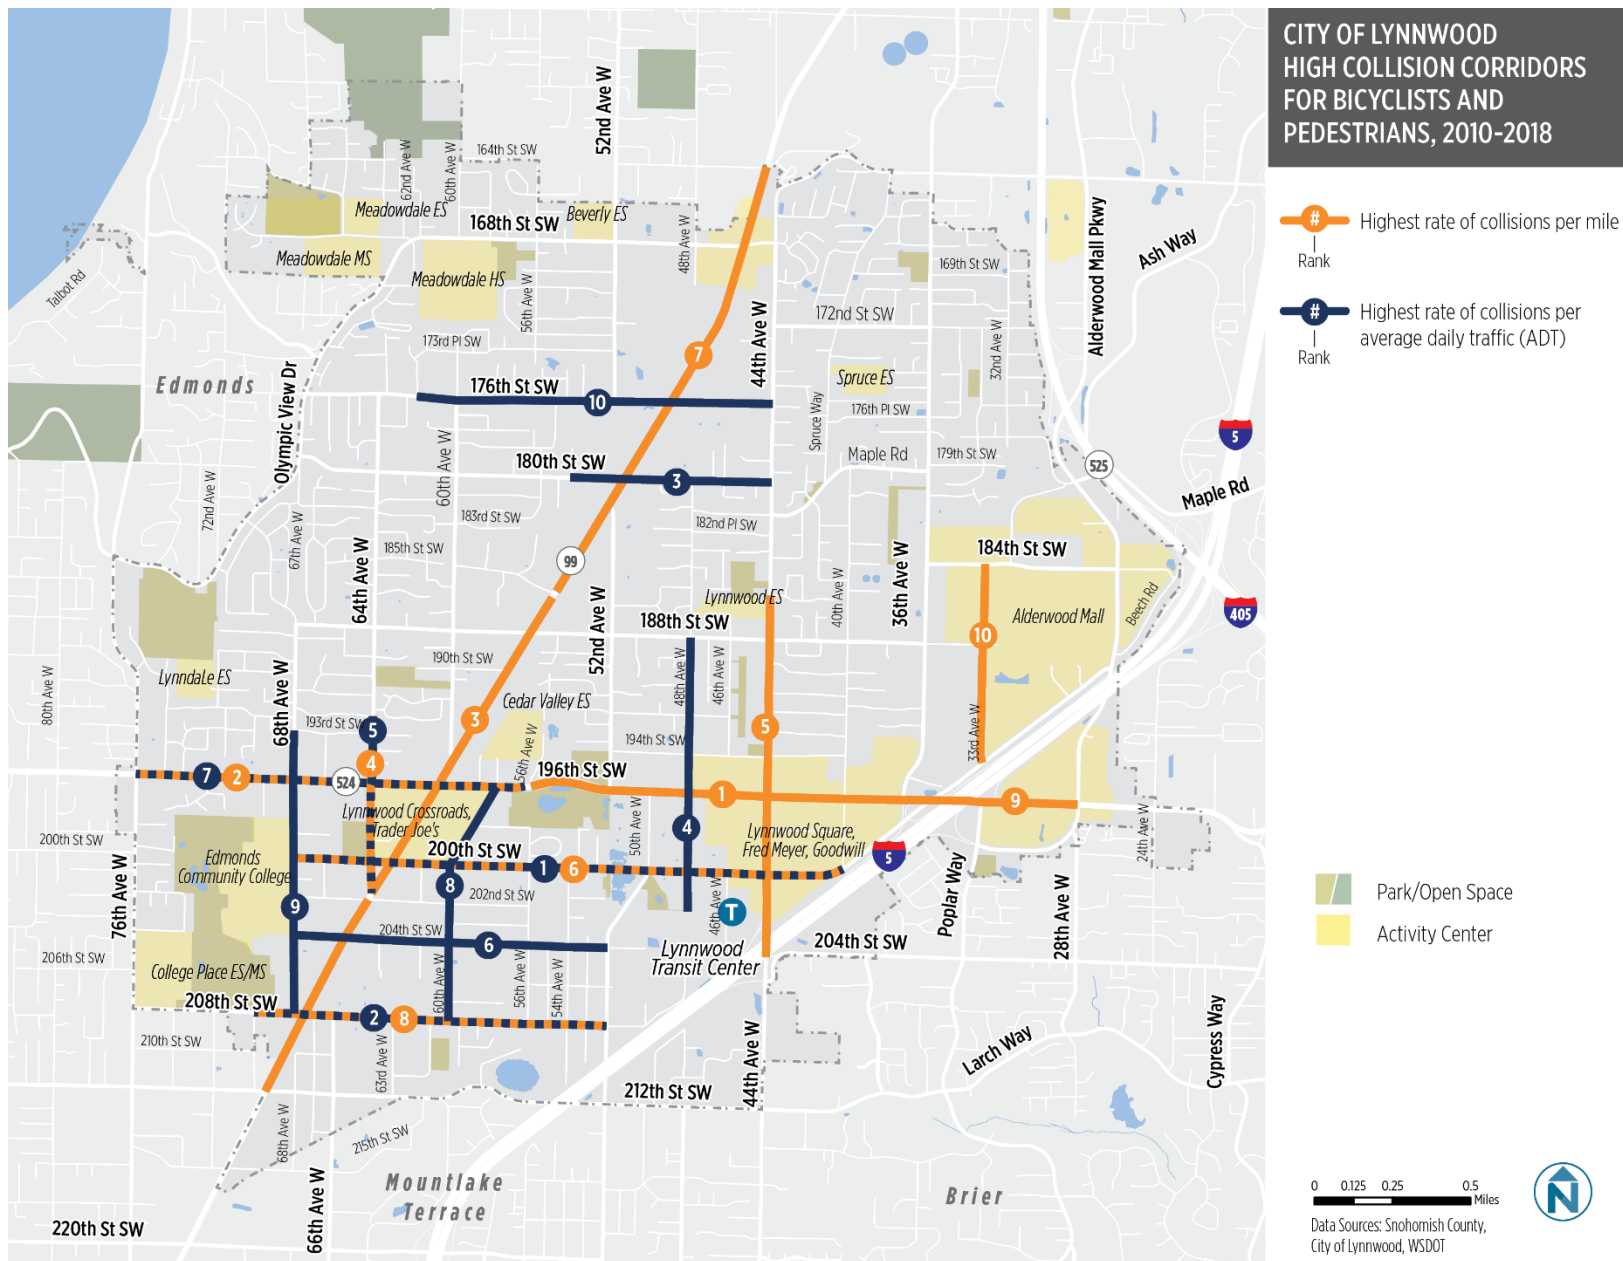 CITY OF LYNNWOOD
HIGH COLLISION CORRIDORS
FOR BICYCLISTS AND
PEDESTRIANS, 2010-2018
#
Highest rate of collisions per mile
Rank
#
Highest rate of collisions per
average daily traffic (ADT)
Rank
Park/Open Space
Activity Center
0 0.125 0.25 0.5
Miles
N
Data Sources: Snohomish County,
City of Lynnwood, WSDOT
52nd Ave W
164th St SW
62nd Ave W
60th Ave W
Meadowdale ES
Beverly ES
168th St SW
48th Ave W
Meadowdale MS
Meadowdale HS
56th Ave W
169th St SW
Alderwood Mall Pkwy
Ash Way
Talbot Rd
172nd St SW
173rd Pl SW
44th Ave W
32nd Ave W
7
Edmonds
Olympic View Dr
176th St SW
10
Spruce ES
176th Pl SW
Spruce Way
5
60th Ave W
180th St SW
3
Maple Rd
179th St SW
525
Maple Rd
72nd Ave W
183rd St SW
182nd Pl SW
67th Ave W
185th St SW
64th Ave W
99
184th St SW
36th Ave W
40th Ave W
Lynnwood ES
Alderwood Mall
Beech Rd
405
52nd Ave W
188th St SW
10
190th St SW
Lynndale ES
80th Ave W
68th Ave W
48th Ave W
46th Ave W
Cedar Valley ES
193rd St SW
5
3
5
194th St SW
33rd Ave W
56th Ave W
4
7
2
524
196th St SW
1
9
Lynnwood Crossroads,
Trader Joe's
50th Ave W
4
Lynnwood Square,
Fred Meyer, Goodwill
24th Ave W
200th St SW
200th St SW
5
Edmonds
Community College
1
6
8
202nd St SW
76th Ave W
9
46th Ave W
T
Poplar Way
28th Ave W
204th St SW
6
Lynnwood
Transit Center
204th St SW
206th St SW
College Place ES/MS
60th Ave W
56th Ave W
54th Ave W
208th St SW
2
8
210th St SW
63rd Ave W
44th Ave W
Larch Way
Cypress Way
212th St SW
68th Ave W
215th St SW
66th Ave W
Mountlake
Terrace
Brier
220th St SW